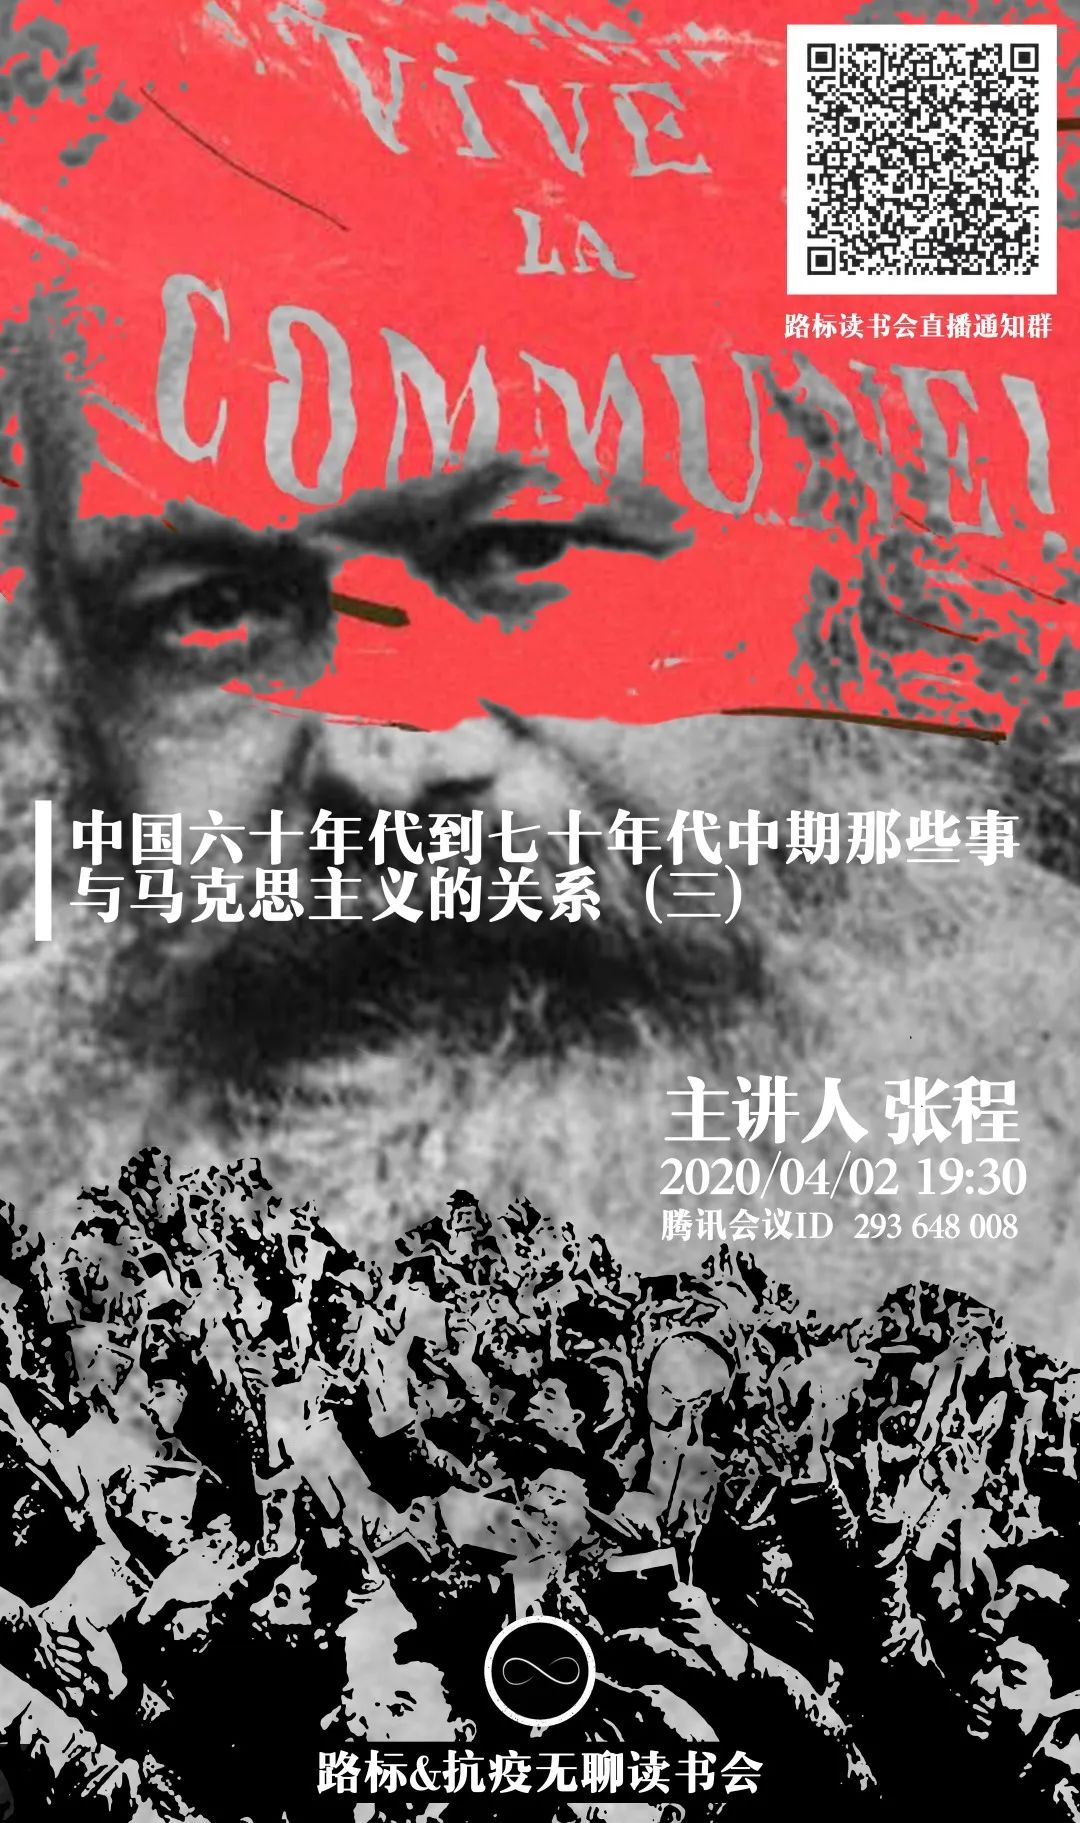 ViVE
LA
COMMUNE!
路标读书会直播通知群
中国六十年代到七十年代中期那些事
与马克思主义的关系（三）
主讲人 张程
2020/04/02 19:30
腾讯会议ID 293 648 008
路标&抗疫无聊读书会